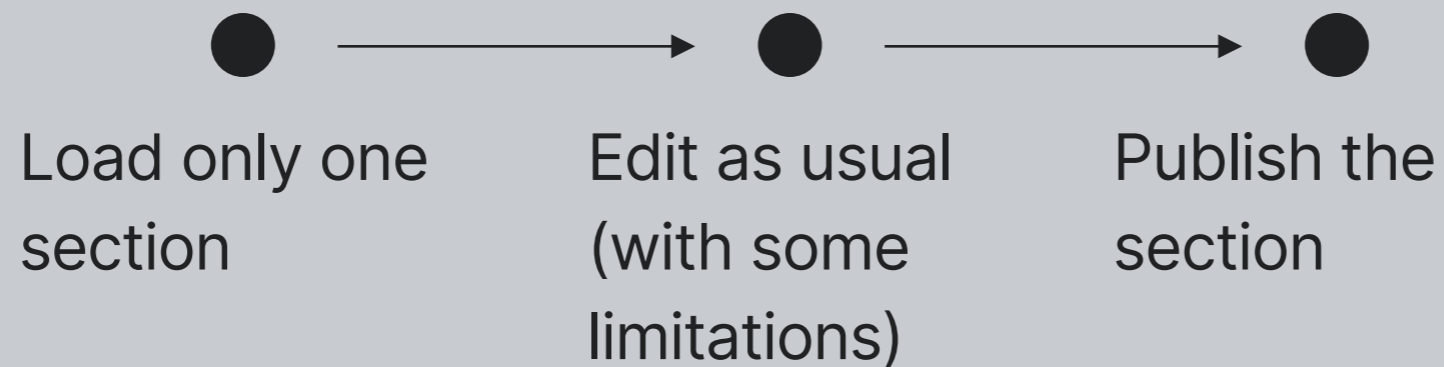 Load only one
section
Edit as usual
(with some
limitations)
Publish the
section